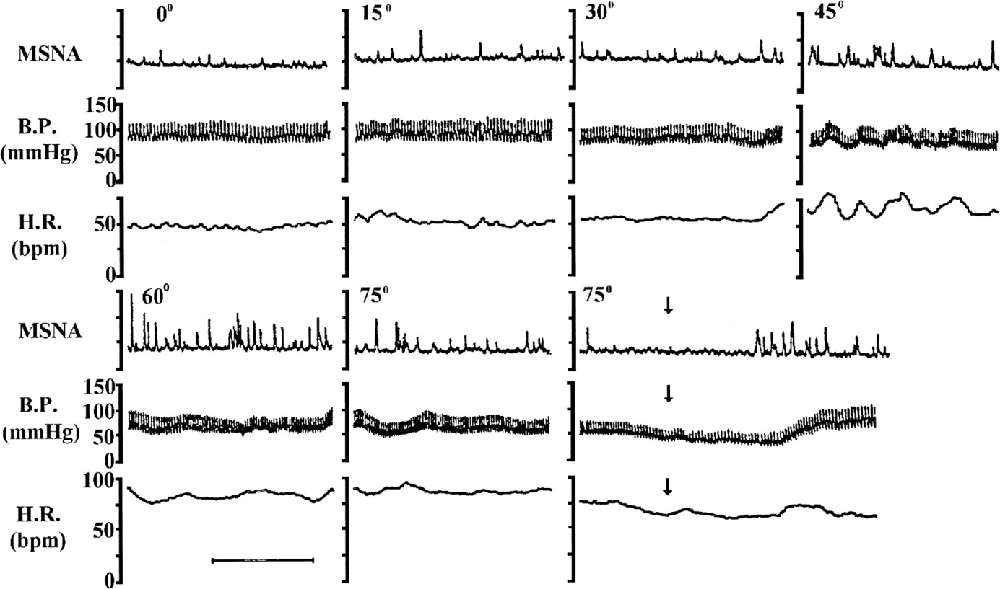 0° 15° 30° 45°
MSNA
150
B.P. 100
(mmHg) 50
0
H.R. 50
(bpm)
0
60° 75° 75°
MSNA
150
B.P. 100
(mmHg) 50
0
100
H.R.
(bpm) 50
0